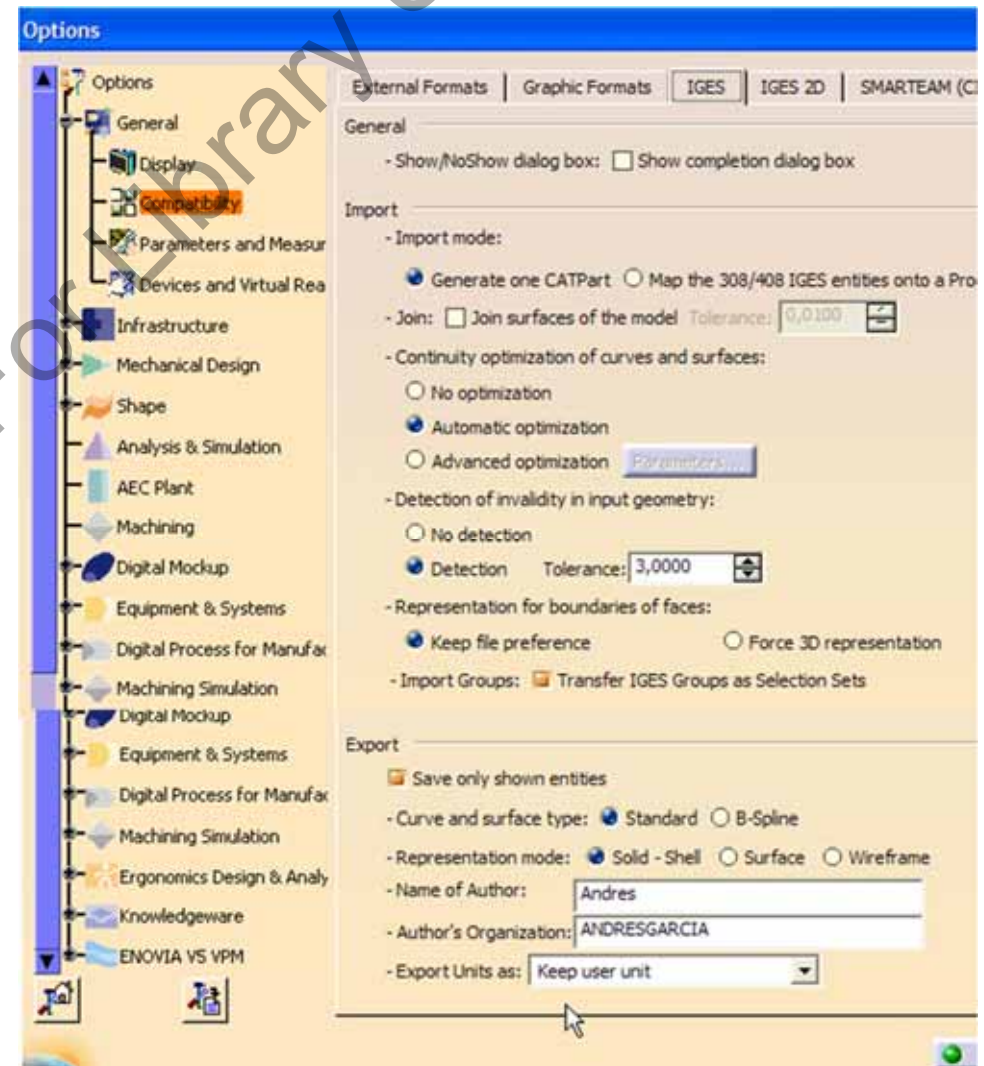 Options
Options
General
Display
Compatibility
Parameters and Measur
Devices and Virtual Rea
Infrastructure
Mechanical Design
Shape
Analysis & Simulation
AEC Plant
Machining
Digital Mockup
Equipment & Systems
Digital Process for Manufac
Machining Simulation
Digital Mockup
Equipment & Systems
Digital Process for Manufac
Machining Simulation
Ergonomics Design & Analy
Knowledgeware
ENOVIA V5 VPM
External Formats Graphic Formats IGES IGES 2D SMARTEAM (C
General
- Show/NoShow dialog box: Show completion dialog box
Import
- Import mode:
Generate one CATPart Map the 308/408 IGES entities onto a Pro
- Join: Join surfaces of the model Tolerance: 0,0100
- Continuity optimization of curves and surfaces:
No optimization
Automatic optimization
Advanced optimization Parameters...
- Detection of invalidity in input geometry:
No detection
Detection Tolerance: 3,0000
- Representation for boundaries of faces:
Keep file preference Force 3D representation
- Import Groups: Transfer IGES Groups as Selection Sets
Export
Save only shown entities
- Curve and surface type: Standard B-Spline
- Representation mode: Solid - Shell Surface Wireframe
- Name of Author: Andres
- Author's Organization: ANDRESGARCIA
- Export Units as: Keep user unit
For Library